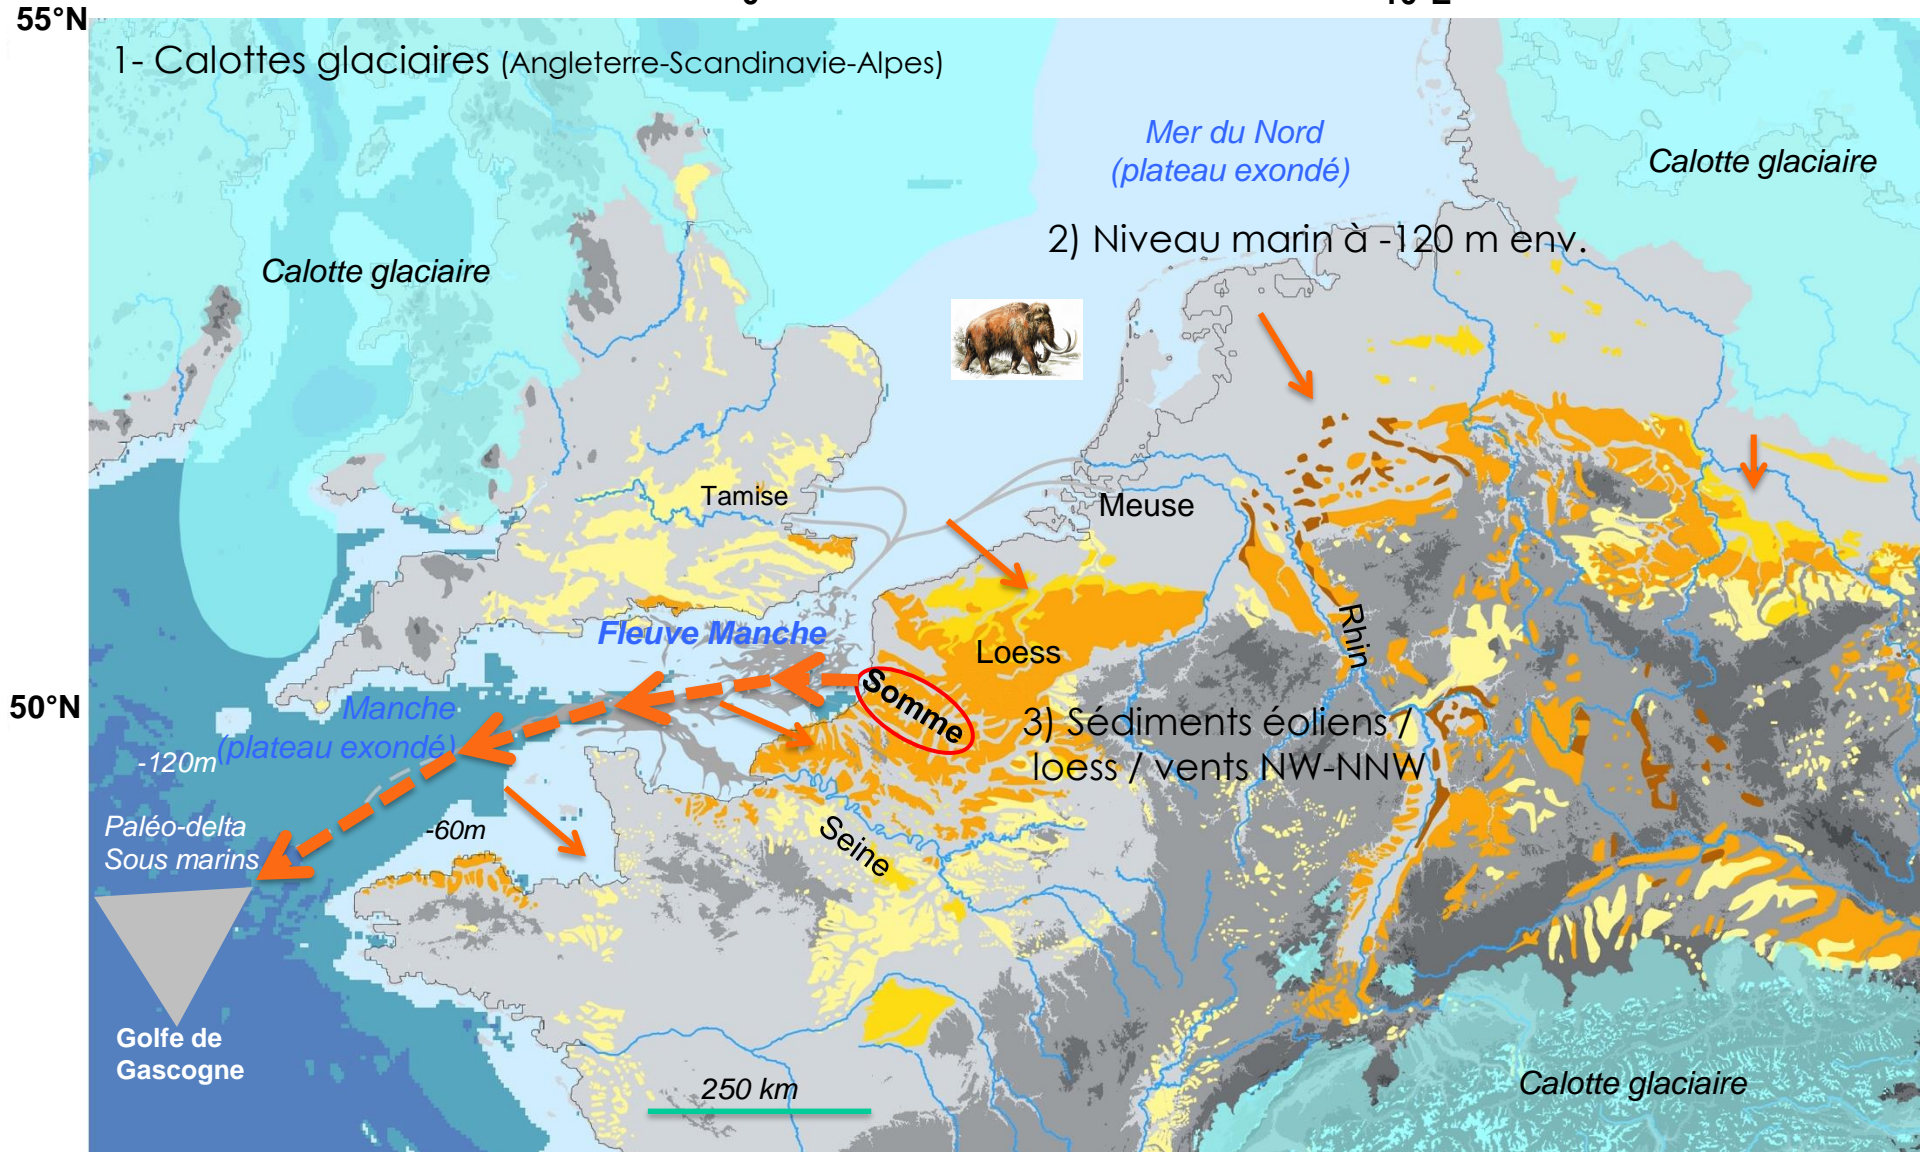 55°N
1- Calottes glaciaires (Angleterre-Scandinavie-Alpes)
Mer du Nord
(plateau exondé)
Calotte glaciaire
2) Niveau marin à -120 m env.
Calotte glaciaire
Tamise
Meuse
Rhin
Fleuve Manche
Loess
Somme
50°N
Manche
(plateau exondé)
-120m
3) Sédiments éoliens /
loess / vents NW-NNW
Paléo-delta
Sous marins
-60m
Seine
Golfe de
Gascogne
250 km
Calotte glaciaire